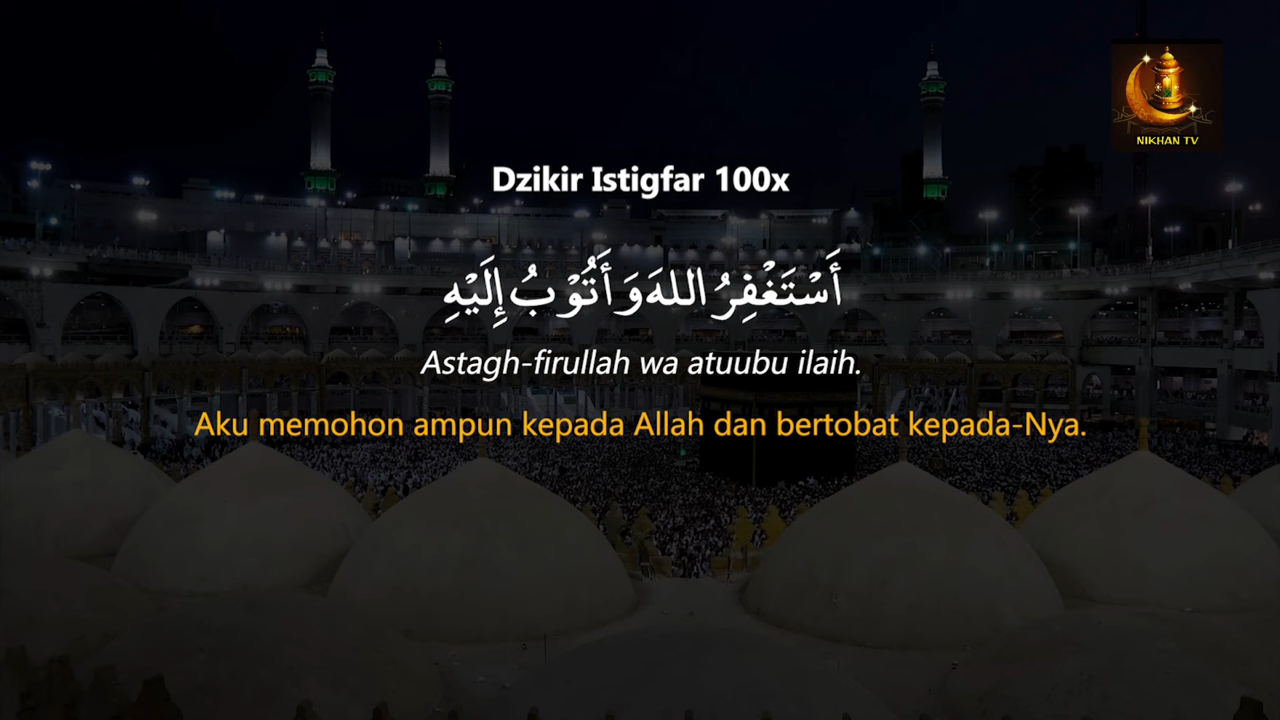 NIKHAN TV
Dzikir Istigfar 100x
أَسْتَغْفِرُ اللهَ وَ أَتُوْبُ إِلَيْهِ
Astagh-firullah wa atuubu ilaih.
Aku memohon ampun kepada Allah dan bertobat kepada-Nya.